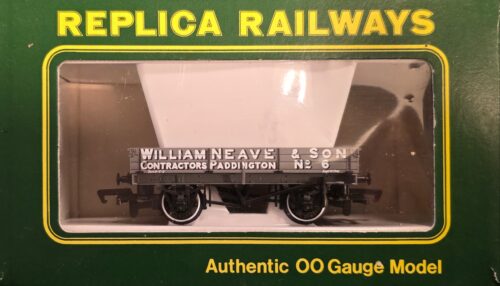 REPLICA RAILWAYS
WILLIAM NEAVE & SON
CONTRACTORS PADDINGTON No 6
Authentic OO Gauge Model